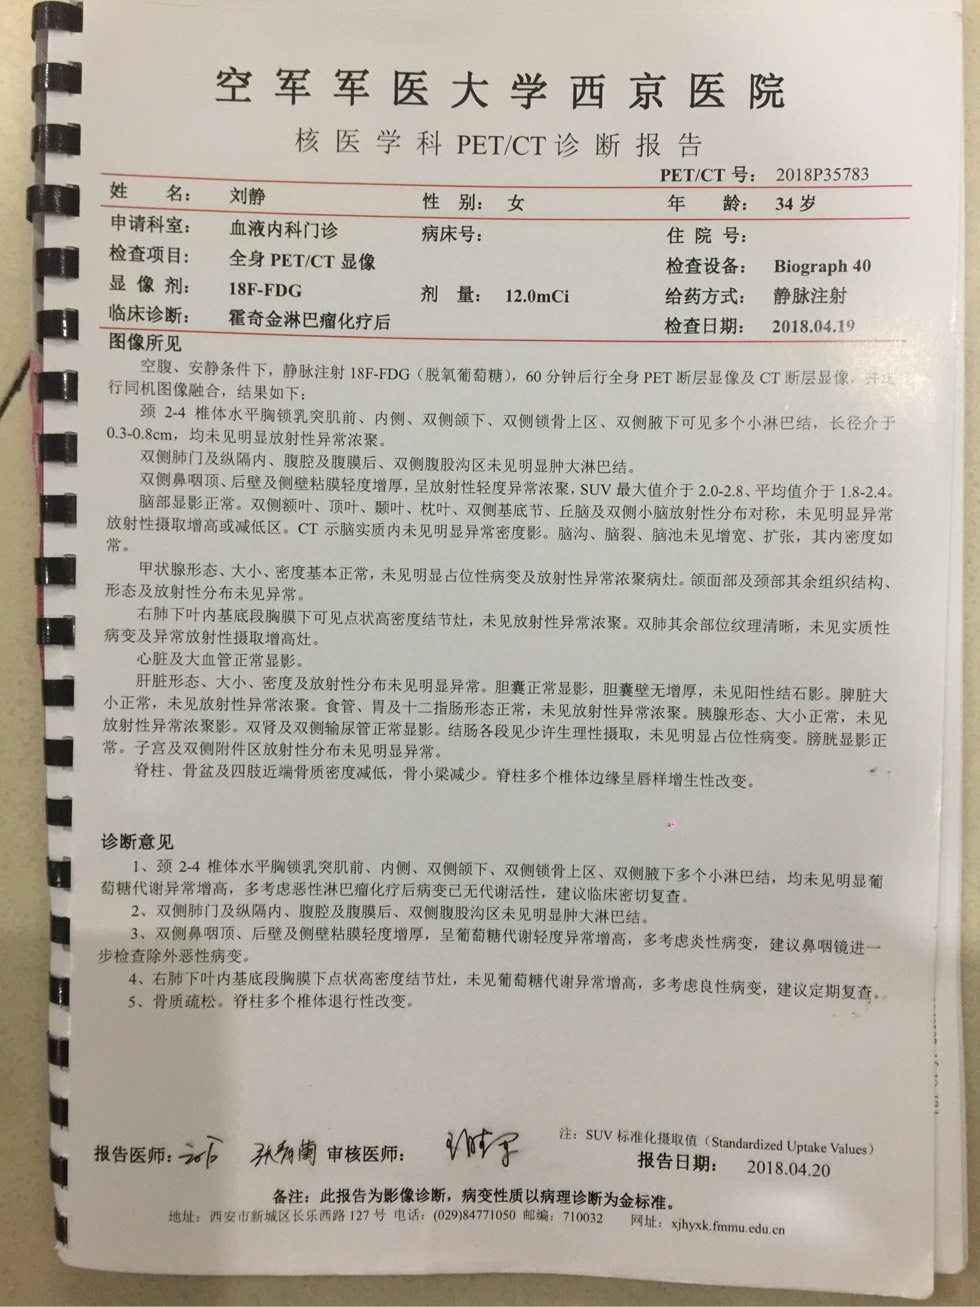 空军军医大学西京医院
核医学科PET/CT诊断报告
PET/CT 号： 2018P35783
姓 名： 刘静 性 别： 女 年 龄： 34 岁
申请科室： 血液内科门诊 病床号： 住 院 号：
检查项目： 全身 PET/CT 显像 检查设备： Biograph 40
显 像 剂： 18F-FDG 剂 量： 12.0mCi 给药方式： 静脉注射
临床诊断： 霍奇金淋巴瘤化疗后 检查日期： 2018.04.19
图像所见
空腹、安静条件下，静脉注射 18F-FDG（脱氧葡萄糖），60 分钟后行全身 PET 断层显像及 CT 断层显像，并进
行同机图像融合，结果如下：
颈 2-4 椎体水平胸锁乳突肌前、内侧、双侧颌下、双侧锁骨上区、双侧腋下可见多个小淋巴结，长径介于
0.3-0.8cm，均未见明显放射性异常浓聚。
双侧肺门及纵隔内、腹腔及腹膜后、双侧腹股沟区未见明显肿大淋巴结。
双侧鼻咽顶、后壁及侧壁粘膜轻度增厚，呈放射性轻度异常浓聚，SUV 最大值介于 2.0-2.8、平均值介于 1.8-2.4。
脑部显影正常。双侧额叶、顶叶、颞叶、枕叶、双侧基底节、丘脑及双侧小脑放射性分布对称，未见明显异常
放射性摄取增高或减低区。CT 示脑实质内未见明显异常密度影。脑沟、脑裂、脑池未见增宽、扩张，其内密度如
常。
甲状腺形态、大小、密度基本正常，未见明显占位性病变及放射性异常浓聚病灶。颌面部及颈部其余组织结构、
形态及放射性分布未见异常。
右肺下叶内基底段胸膜下可见点状高密度结节灶，未见放射性异常浓聚。双肺其余部位纹理清晰，未见实质性
病变及异常放射性摄取增高灶。
心脏及大血管正常显影。
肝脏形态、大小、密度及放射性分布未见明显异常。胆囊正常显影，胆囊壁无增厚，未见阳性结石影。脾脏大
小正常，未见放射性异常浓聚。食管、胃及十二指肠形态正常，未见放射性异常浓聚。胰腺形态、大小正常，未见
放射性异常浓聚影。双肾及双侧输尿管正常显影。结肠各段见少许生理性摄取，未见明显占位性病变。膀胱显影正
常。子宫及双侧附件区放射性分布未见明显异常。
脊柱、骨盆及四肢近端骨质密度减低，骨小梁减少。脊柱多个椎体边缘呈唇样增生性改变。
诊断意见
1、颈 2-4 椎体水平胸锁乳突肌前、内侧、双侧颌下、双侧锁骨上区、双侧腋下多个小淋巴结，均未见明显葡
萄糖代谢异常增高，多考虑恶性淋巴瘤化疗后病变已无代谢活性，建议临床密切复查。
2、双侧肺门及纵隔内、腹腔及腹膜后、双侧腹股沟区未见明显肿大淋巴结。
3、双侧鼻咽顶、后壁及侧壁粘膜轻度增厚，呈葡萄糖代谢轻度异常增高，多考虑炎性病变，建议鼻咽镜进一
步检查除外恶性病变。
4、右肺下叶内基底段胸膜下点状高密度结节灶，未见葡萄糖代谢异常增高，多考虑良性病变，建议定期复查。
5、骨质疏松。脊柱多个椎体退行性改变。
注：SUV 标准化摄取值（Standardized Uptake Values）
报告医师： 审核医师： 报告日期： 2018.04.20
备注：此报告为影像诊断，病变性质以病理诊断为金标准。
地址：西安市新城区长乐西路 127 号 电话：(029)84771050 邮编：710032 网址：xjhyxk.fmmu.edu.cn